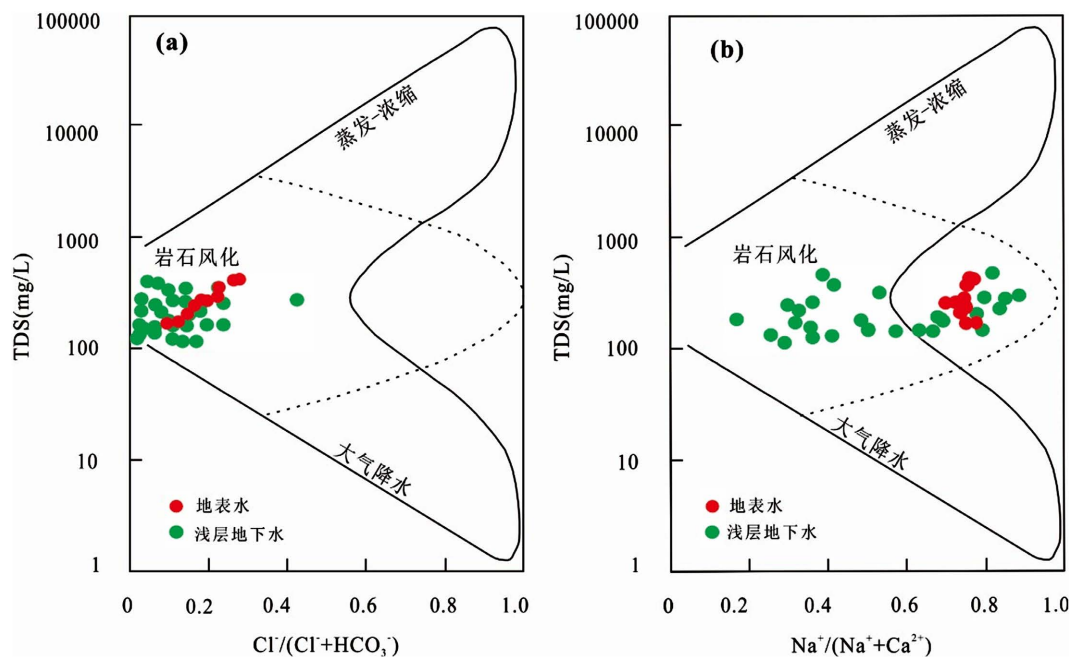 (a)
100000
10000
1000
100
10
1
TDS(mg/L)
蒸发-浓缩
岩石风化
大气降水
地表水
浅层地下水
0 0.2 0.4 0.6 0.8 1.0
Cl⁻/(Cl⁻+HCO₃⁻)
(b)
100000
10000
1000
100
10
1
TDS(mg/L)
蒸发-浓缩
岩石风化
大气降水
地表水
浅层地下水
0 0.2 0.4 0.6 0.8 1.0
Na⁺/(Na⁺+Ca²⁺)